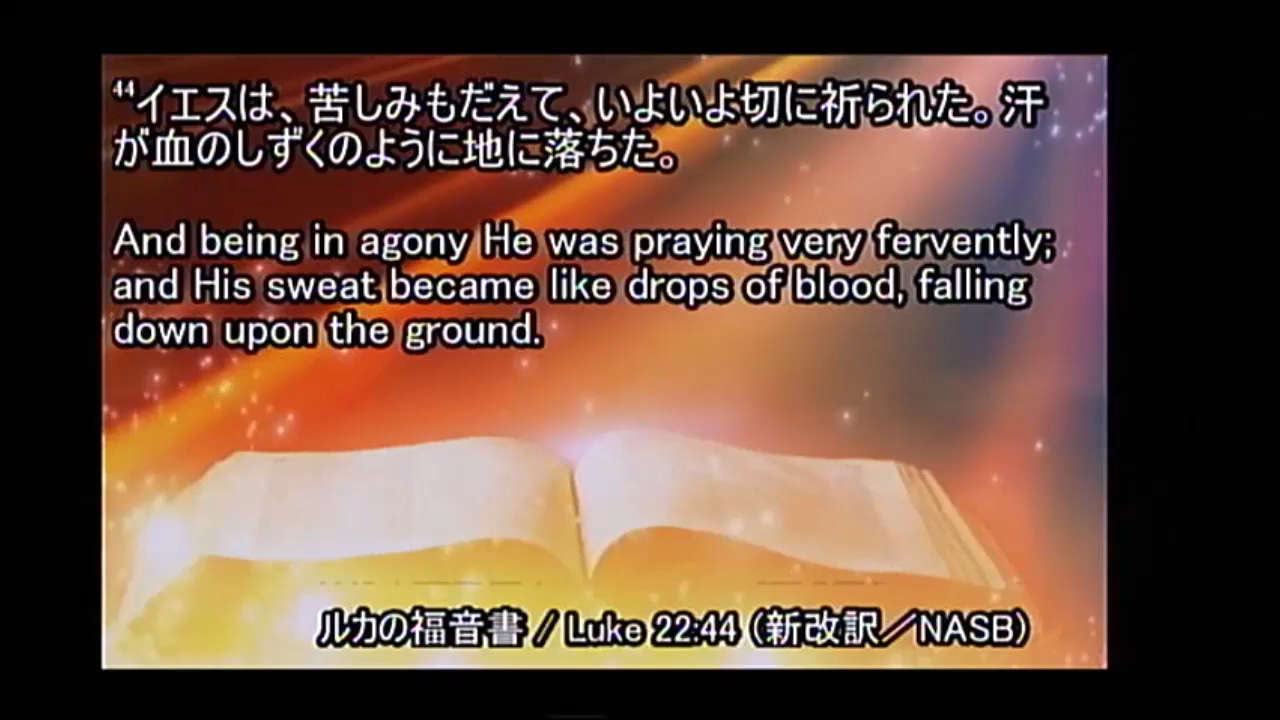 44イエスは、苦しみもだえて、いよいよ切に祈られた。汗
が血のしずくのように地に落ちた。
And being in agony He was praying very fervently;
and His sweat became like drops of blood, falling
down upon the ground.
ルカの福音書 / Luke 22:44 (新改訳／NASB)